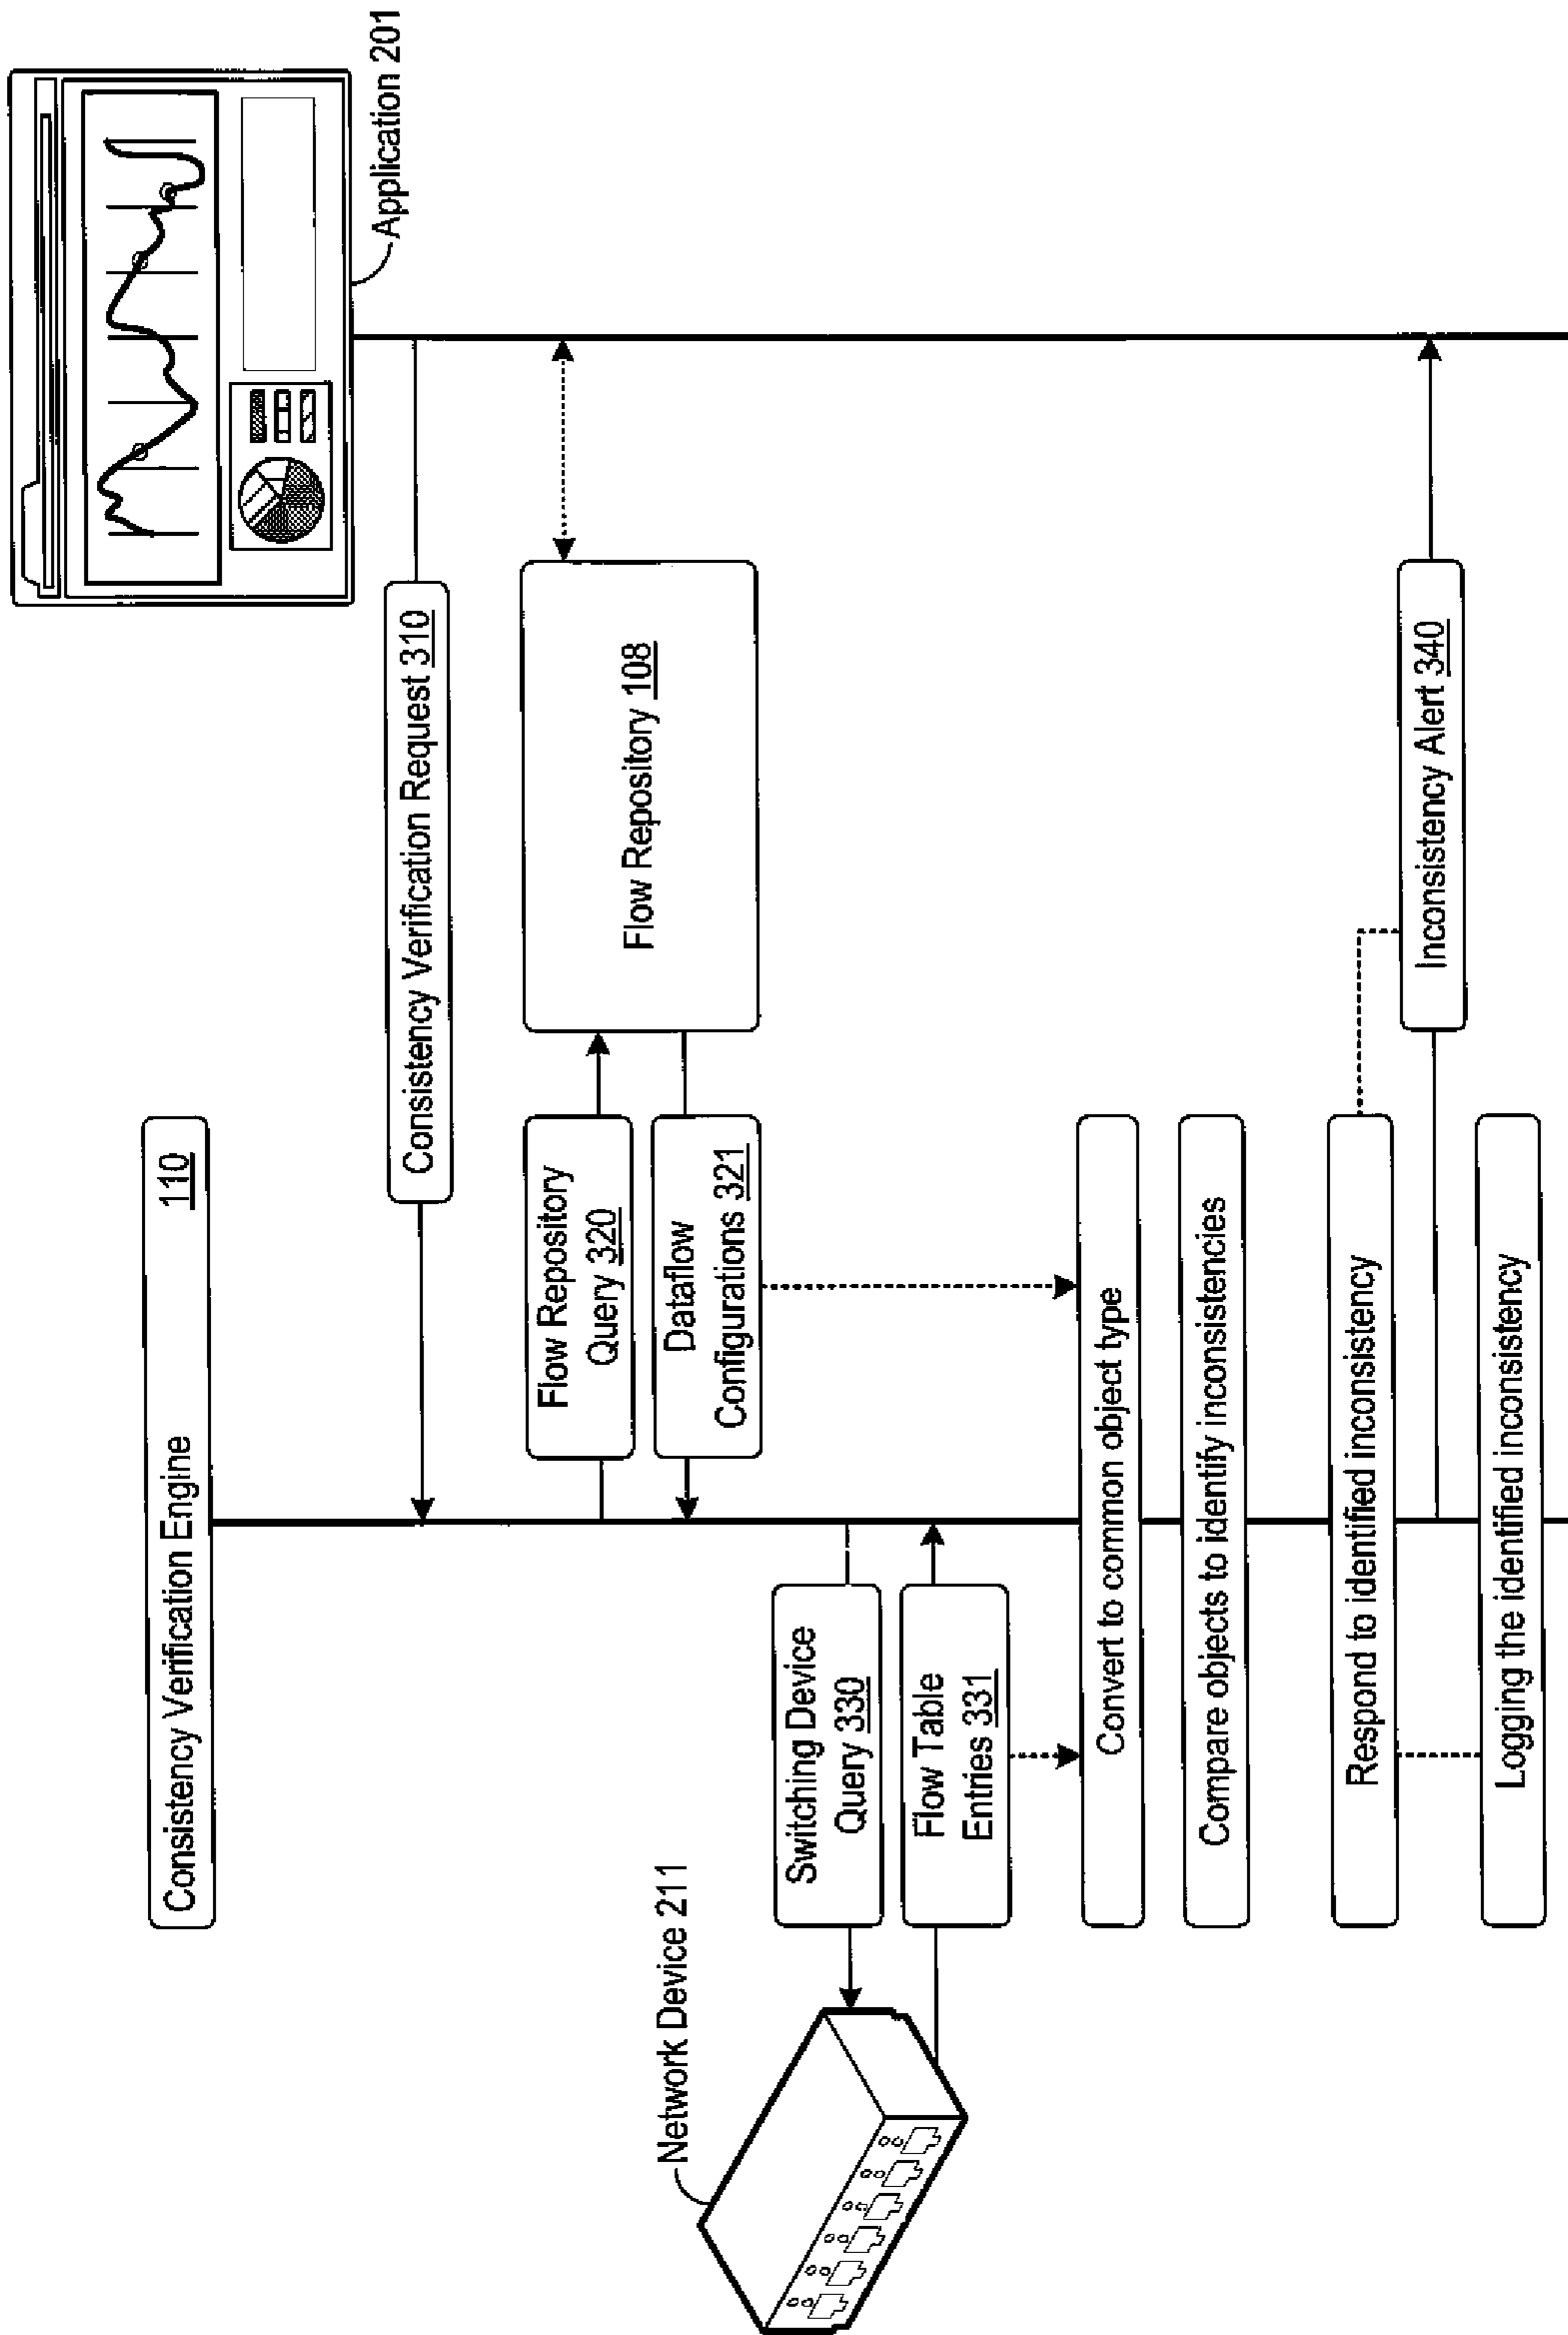 Application 201
Consistency Verification Engine 110
Consistency Verification Request 310
Flow Repository
Query 320
Flow Repository 108
Dataflow
Configurations 321
Network Device 211
Switching Device
Query 330
Flow Table
Entries 331
Convert to common object type
Compare objects to identify inconsistencies
Respond to identified inconsistency
Inconsistency Alert 340
Logging the identified inconsistency